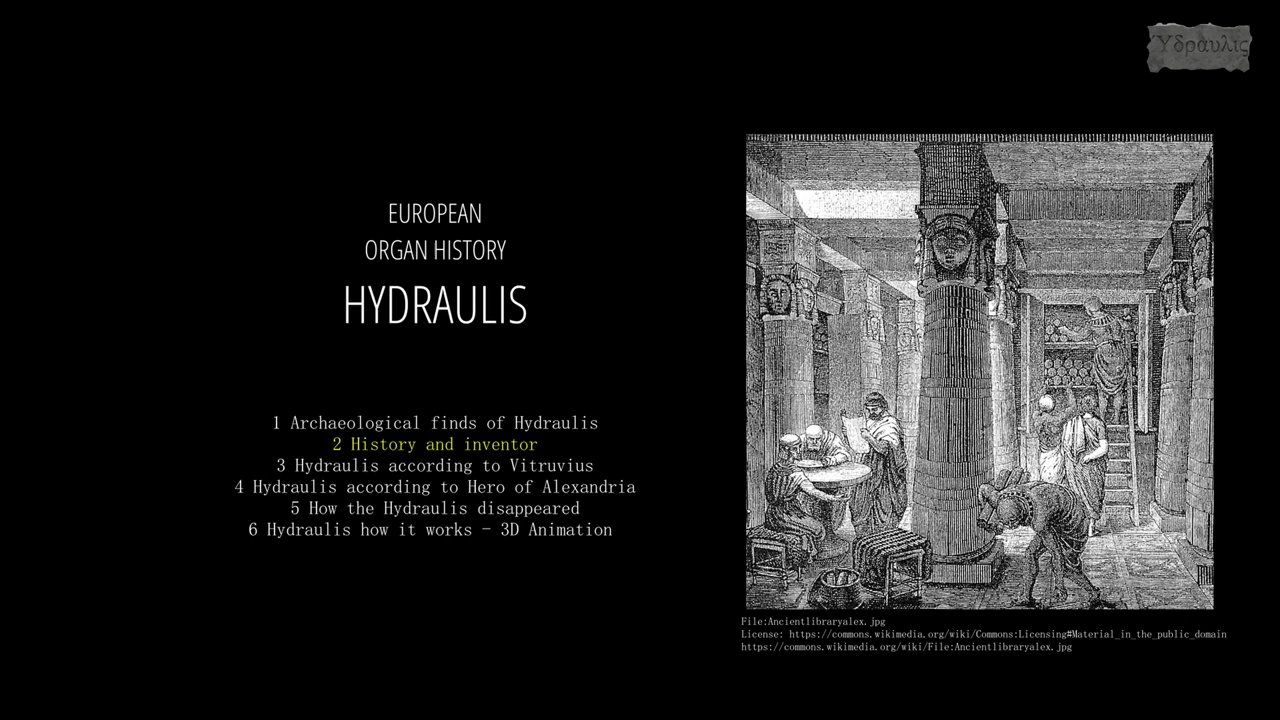 Ὑδραυλις
EUROPEAN
ORGAN HISTORY
HYDRAULIS
1 Archaeological finds of Hydraulis
2 History and inventor
3 Hydraulis according to Vitruvius
4 Hydraulis according to Hero of Alexandria
5 How the Hydraulis disappeared
6 Hydraulis how it works - 3D Animation
File:Ancientlibraryalex.jpg
License: https://commons.wikimedia.org/wiki/Commons:Licensing#Material_in_the_public_domain
https://commons.wikimedia.org/wiki/File:Ancientlibraryalex.jpg